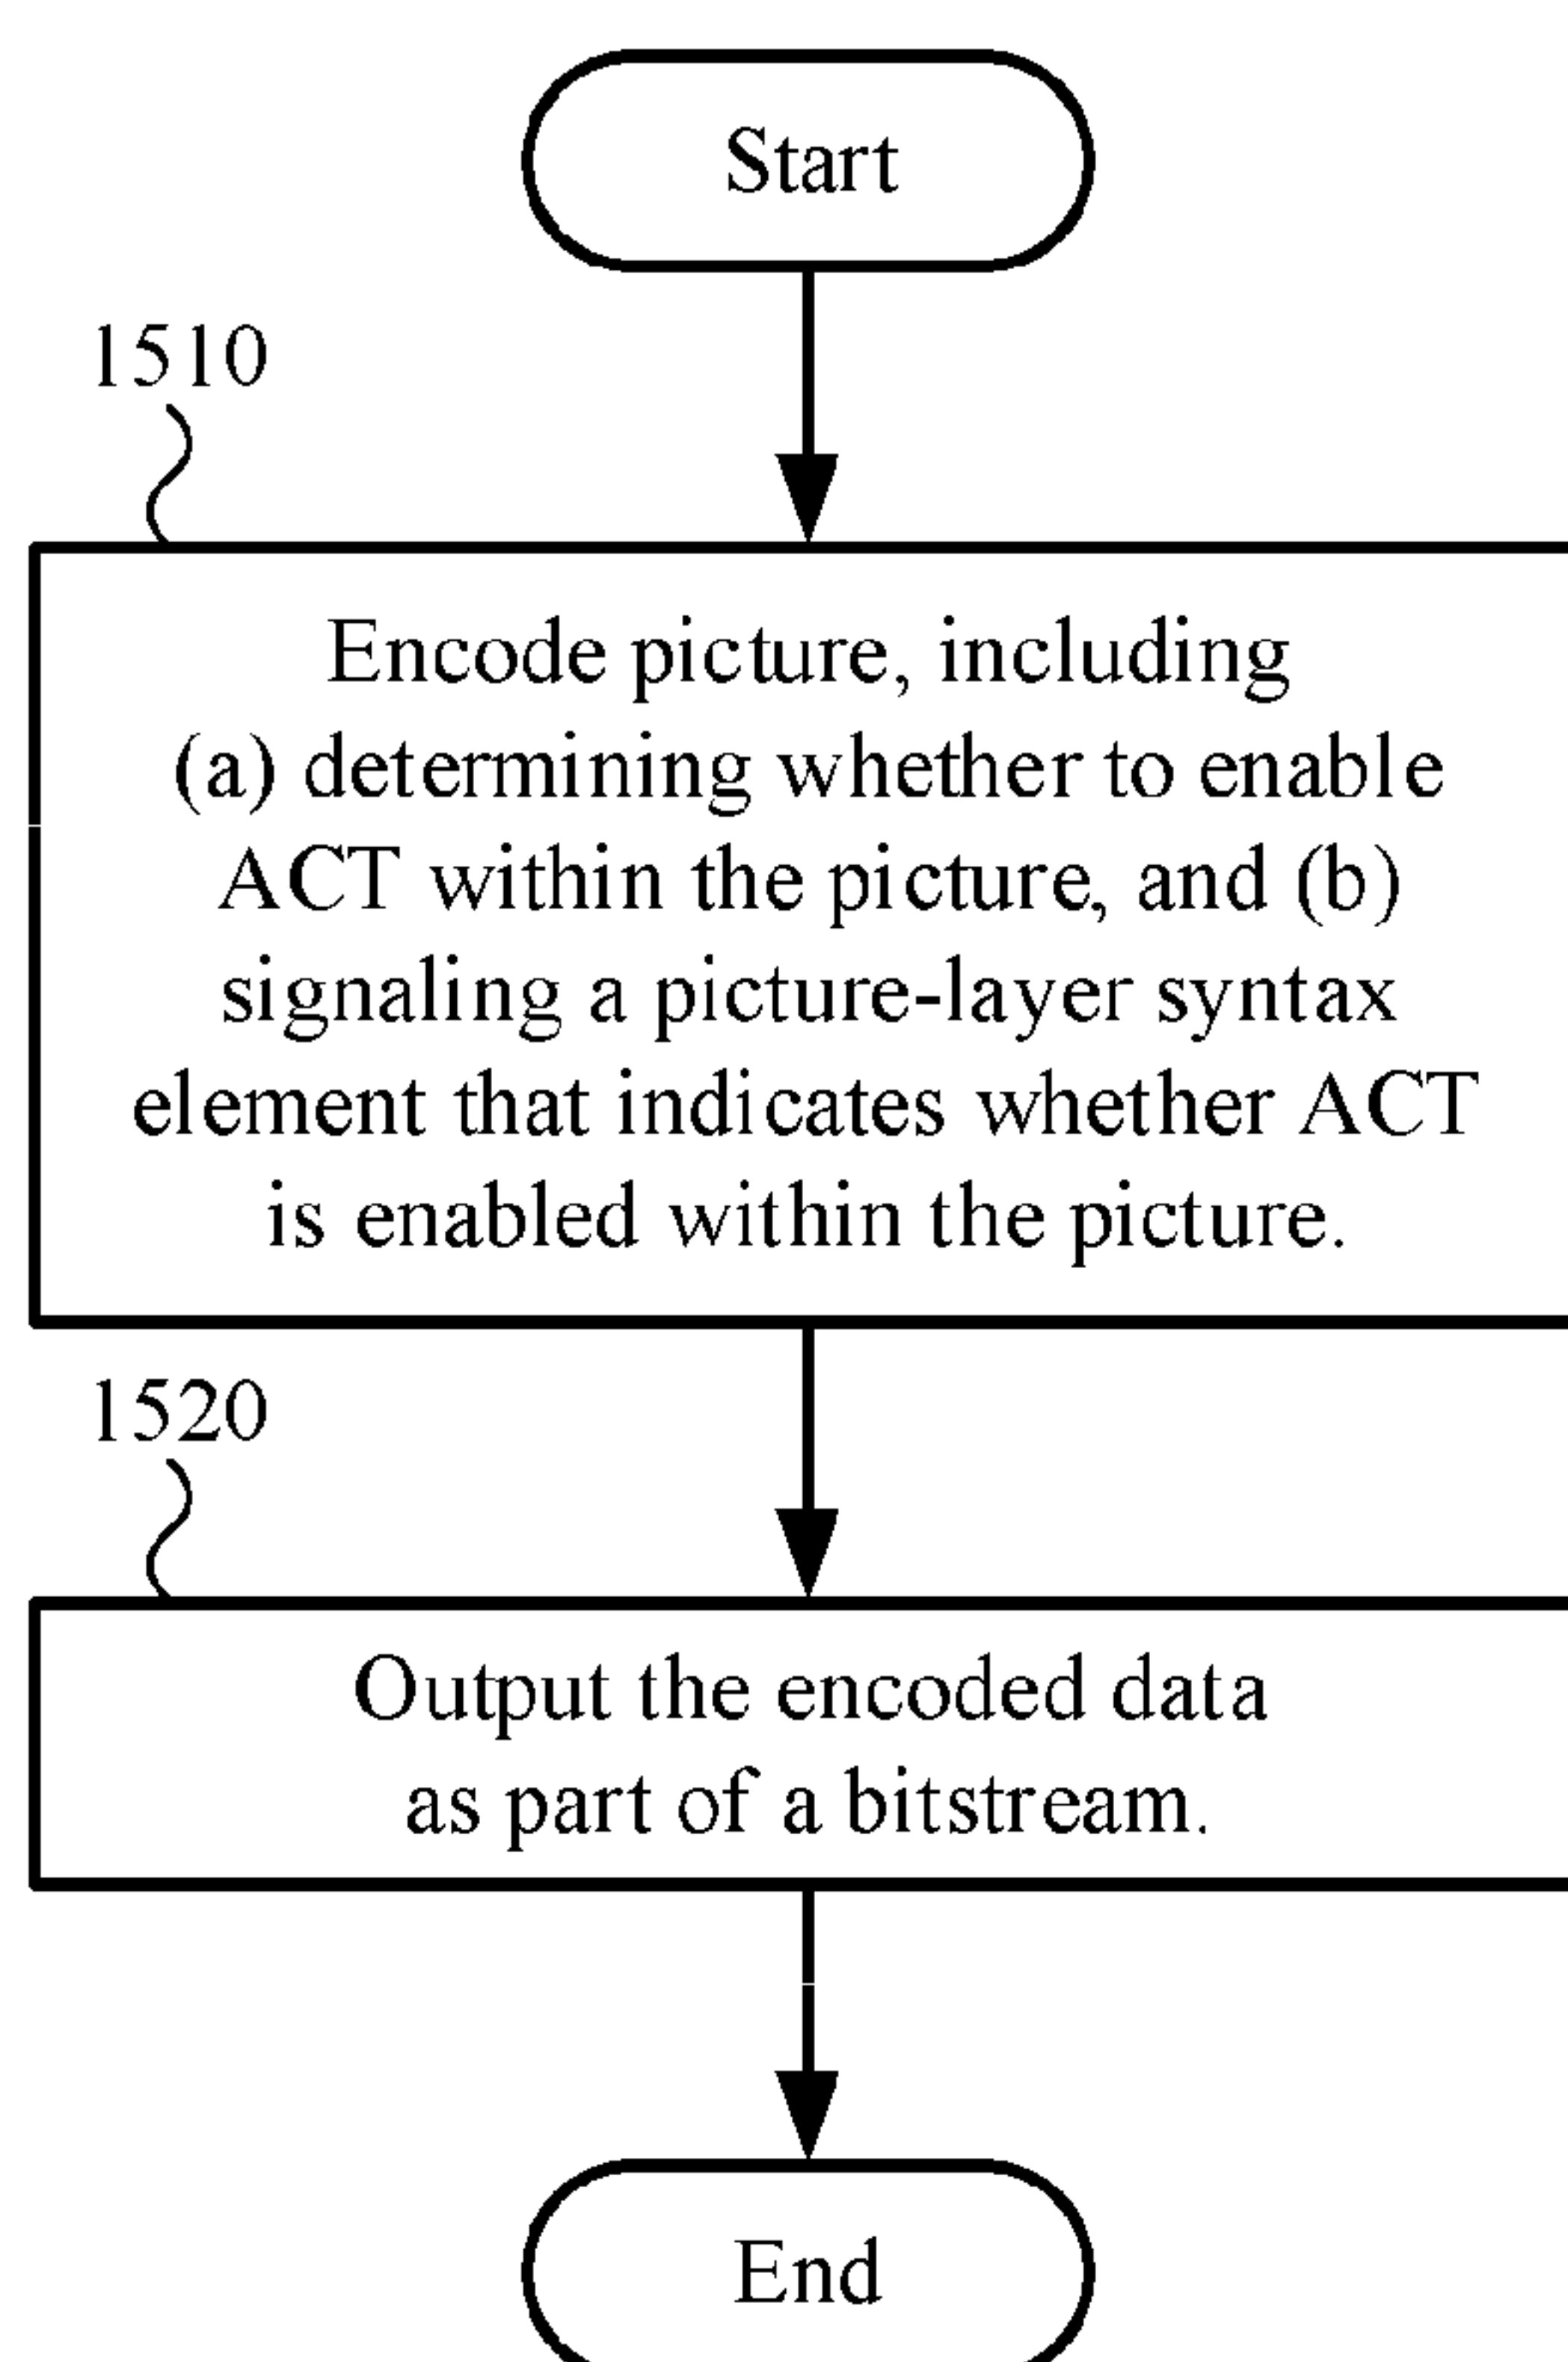 Start
1510
Encode picture, including
(a) determining whether to enable
ACT within the picture, and (b)
signaling a picture-layer syntax
element that indicates whether ACT
is enabled within the picture.
1520
Output the encoded data
as part of a bitstream.
End